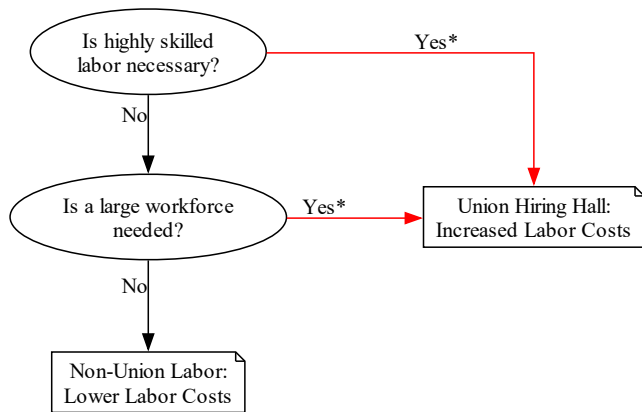 Is highly skilled
labor necessary?
Yes*
No
Is a large workforce
needed?
Yes*
Union Hiring Hall:
Increased Labor Costs
No
Non-Union Labor:
Lower Labor Costs